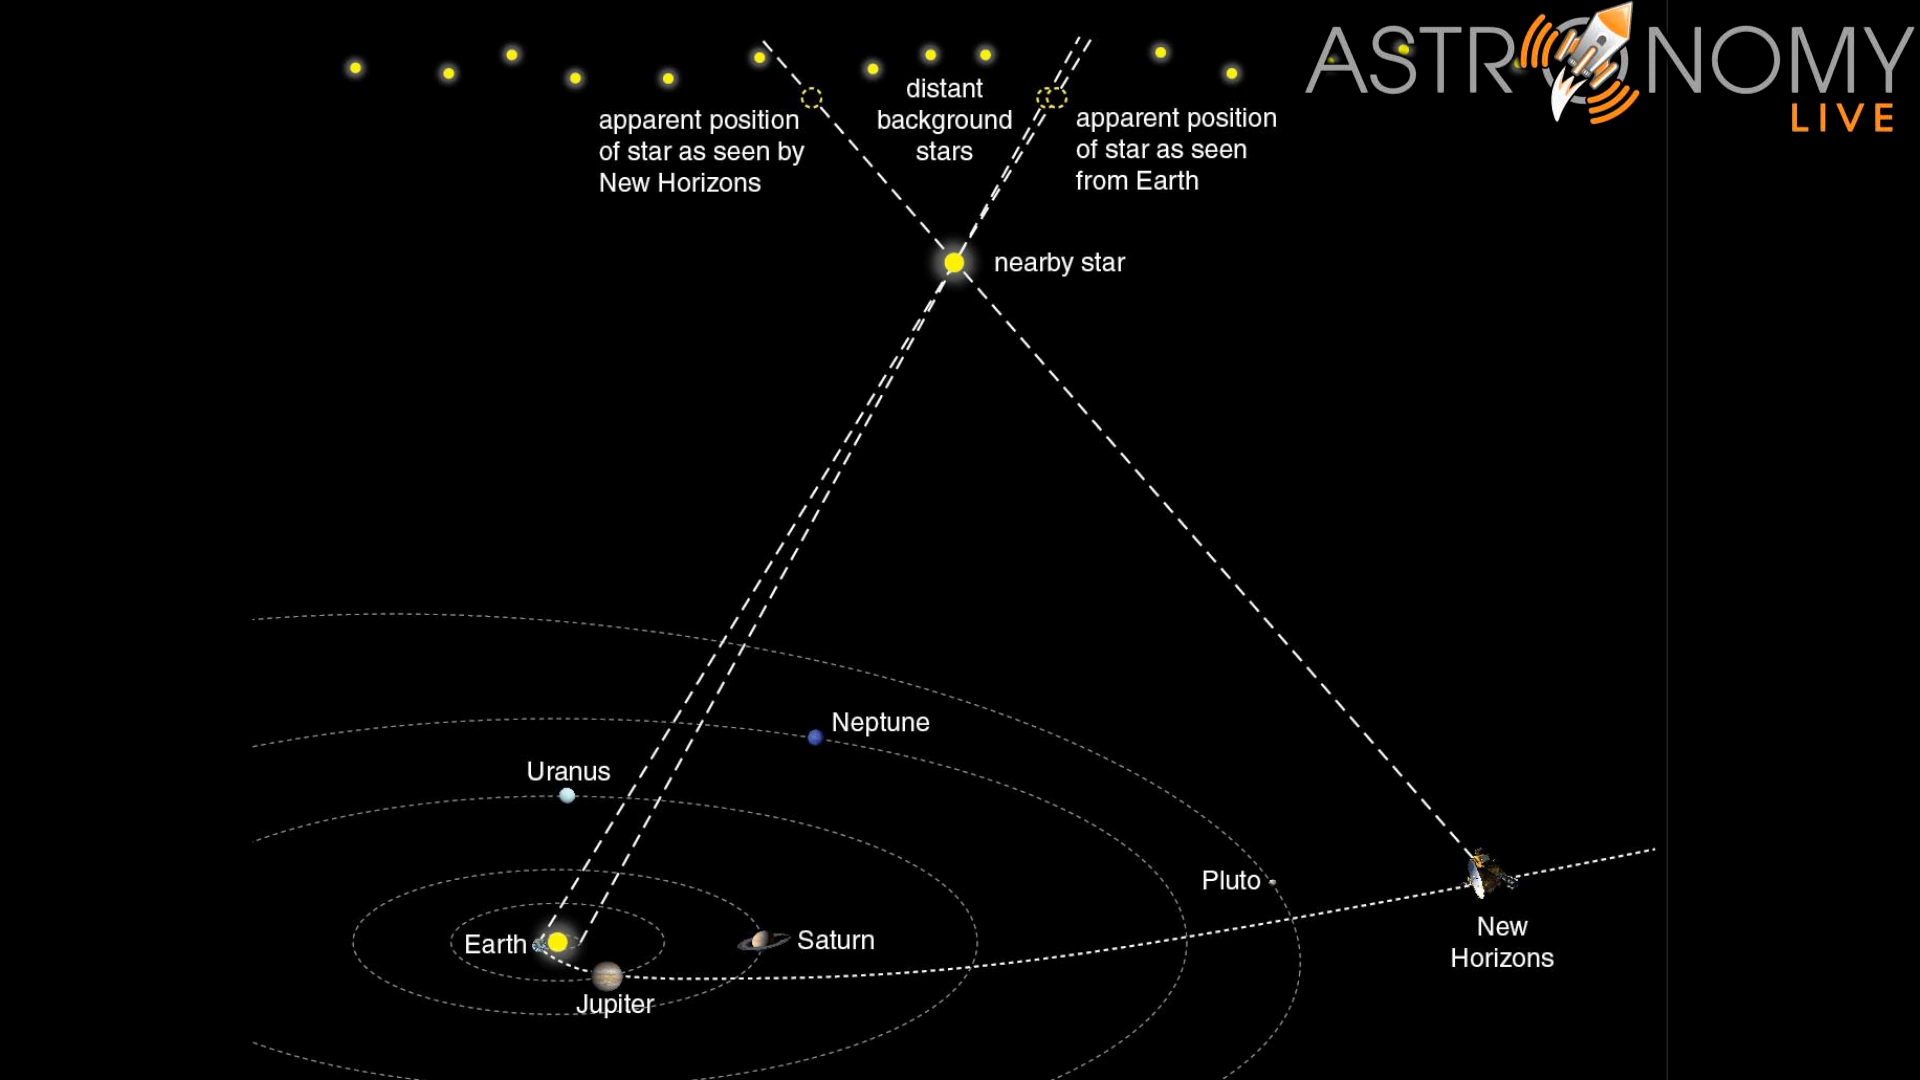 ASTRONOMY
LIVE
distant
background
stars
apparent position
of star as seen by
New Horizons
apparent position
of star as seen
from Earth
nearby star
Neptune
Uranus
Pluto
Earth
Saturn
New
Horizons
Jupiter